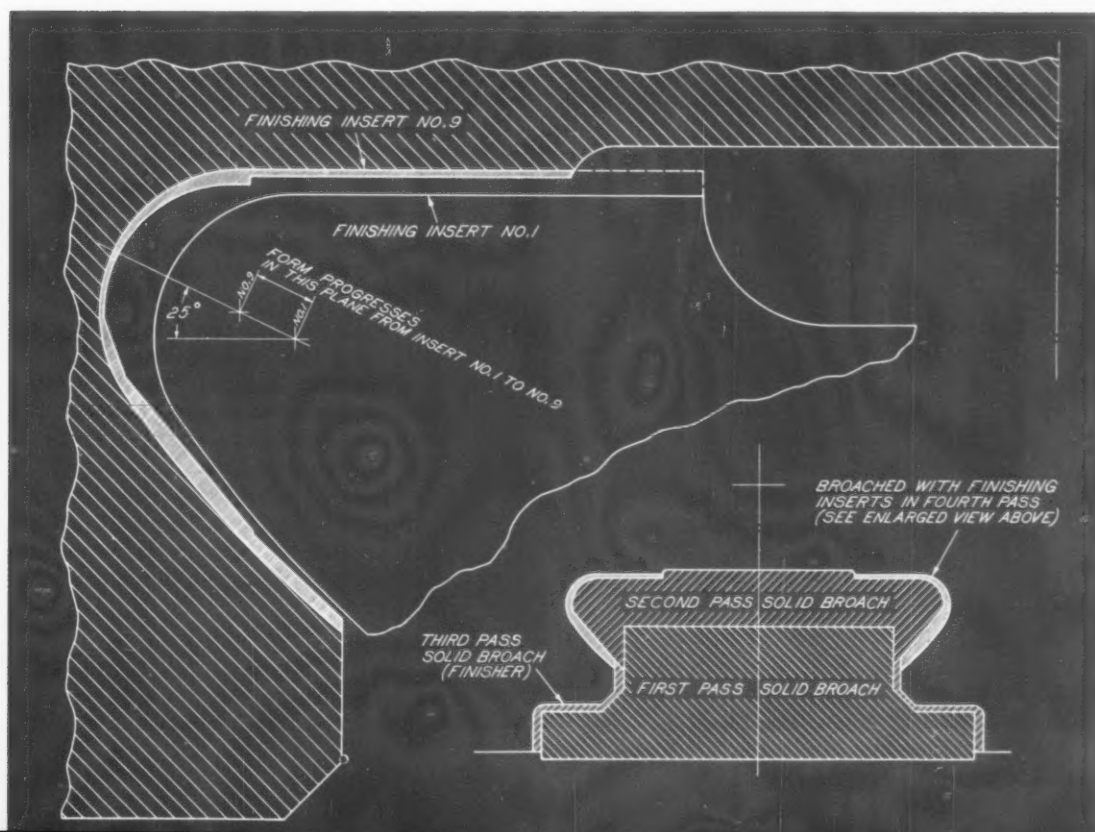 FINISHING INSERT NO.9
FINISHING INSERT NO.1
FORM PROGRESSES
IN THIS PLANE FROM INSERT NO.1 TO NO.9
NO.9
NO.1
25°
BROACHED WITH FINISHING
INSERTS IN FOURTH PASS
(SEE ENLARGED VIEW ABOVE)
SECOND PASS SOLID BROACH
THIRD PASS
SOLID BROACH
(FINISHER)
FIRST PASS SOLID BROACH